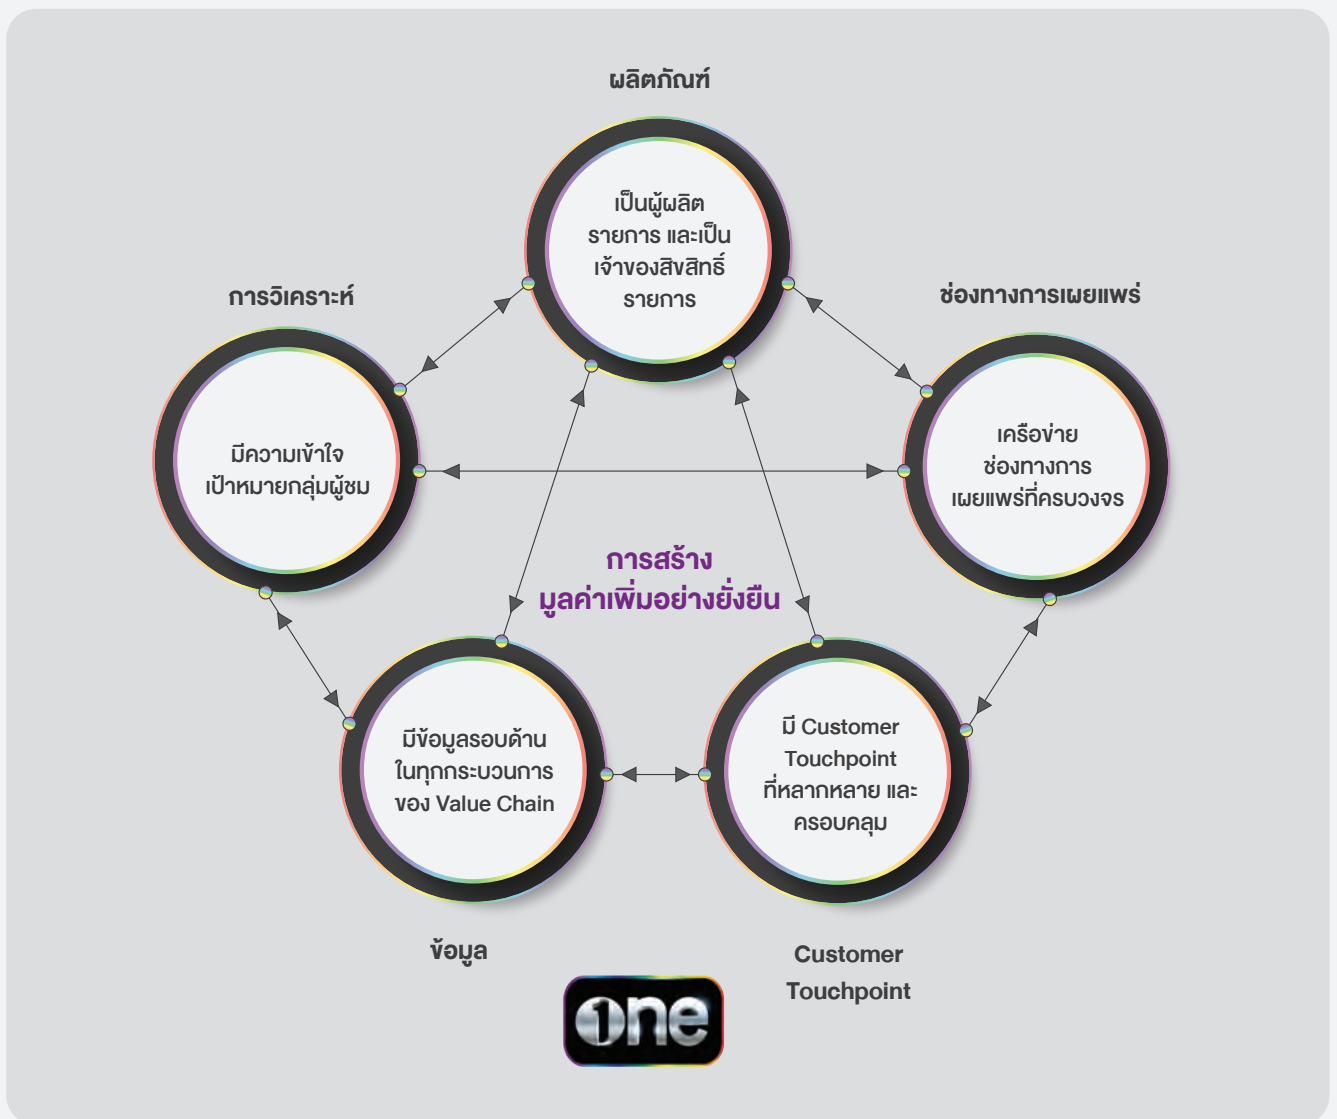 ผลิตภัณฑ์
เป็นผู้ผลิต
รายการ และเป็น
เจ้าของสิขสิทธิ์
รายการ
การวิเคราะห์
มีความเข้าใจ
เป้าหมายกลุ่มผู้ชม
ช่องทางการเผยแพร่
เครือข่าย
ช่องทางการ
เผยแพร่ที่ครบวงจร
การสร้าง
มูลค่าเพิ่มอย่างยั่งยืน
มีข้อมูลรอบด้าน
ในทุกกระบวนการ
ของ Value Chain
ข้อมูล
มี Customer
Touchpoint
ที่หลากหลาย และ
ครอบคลุม
Customer
Touchpoint
one